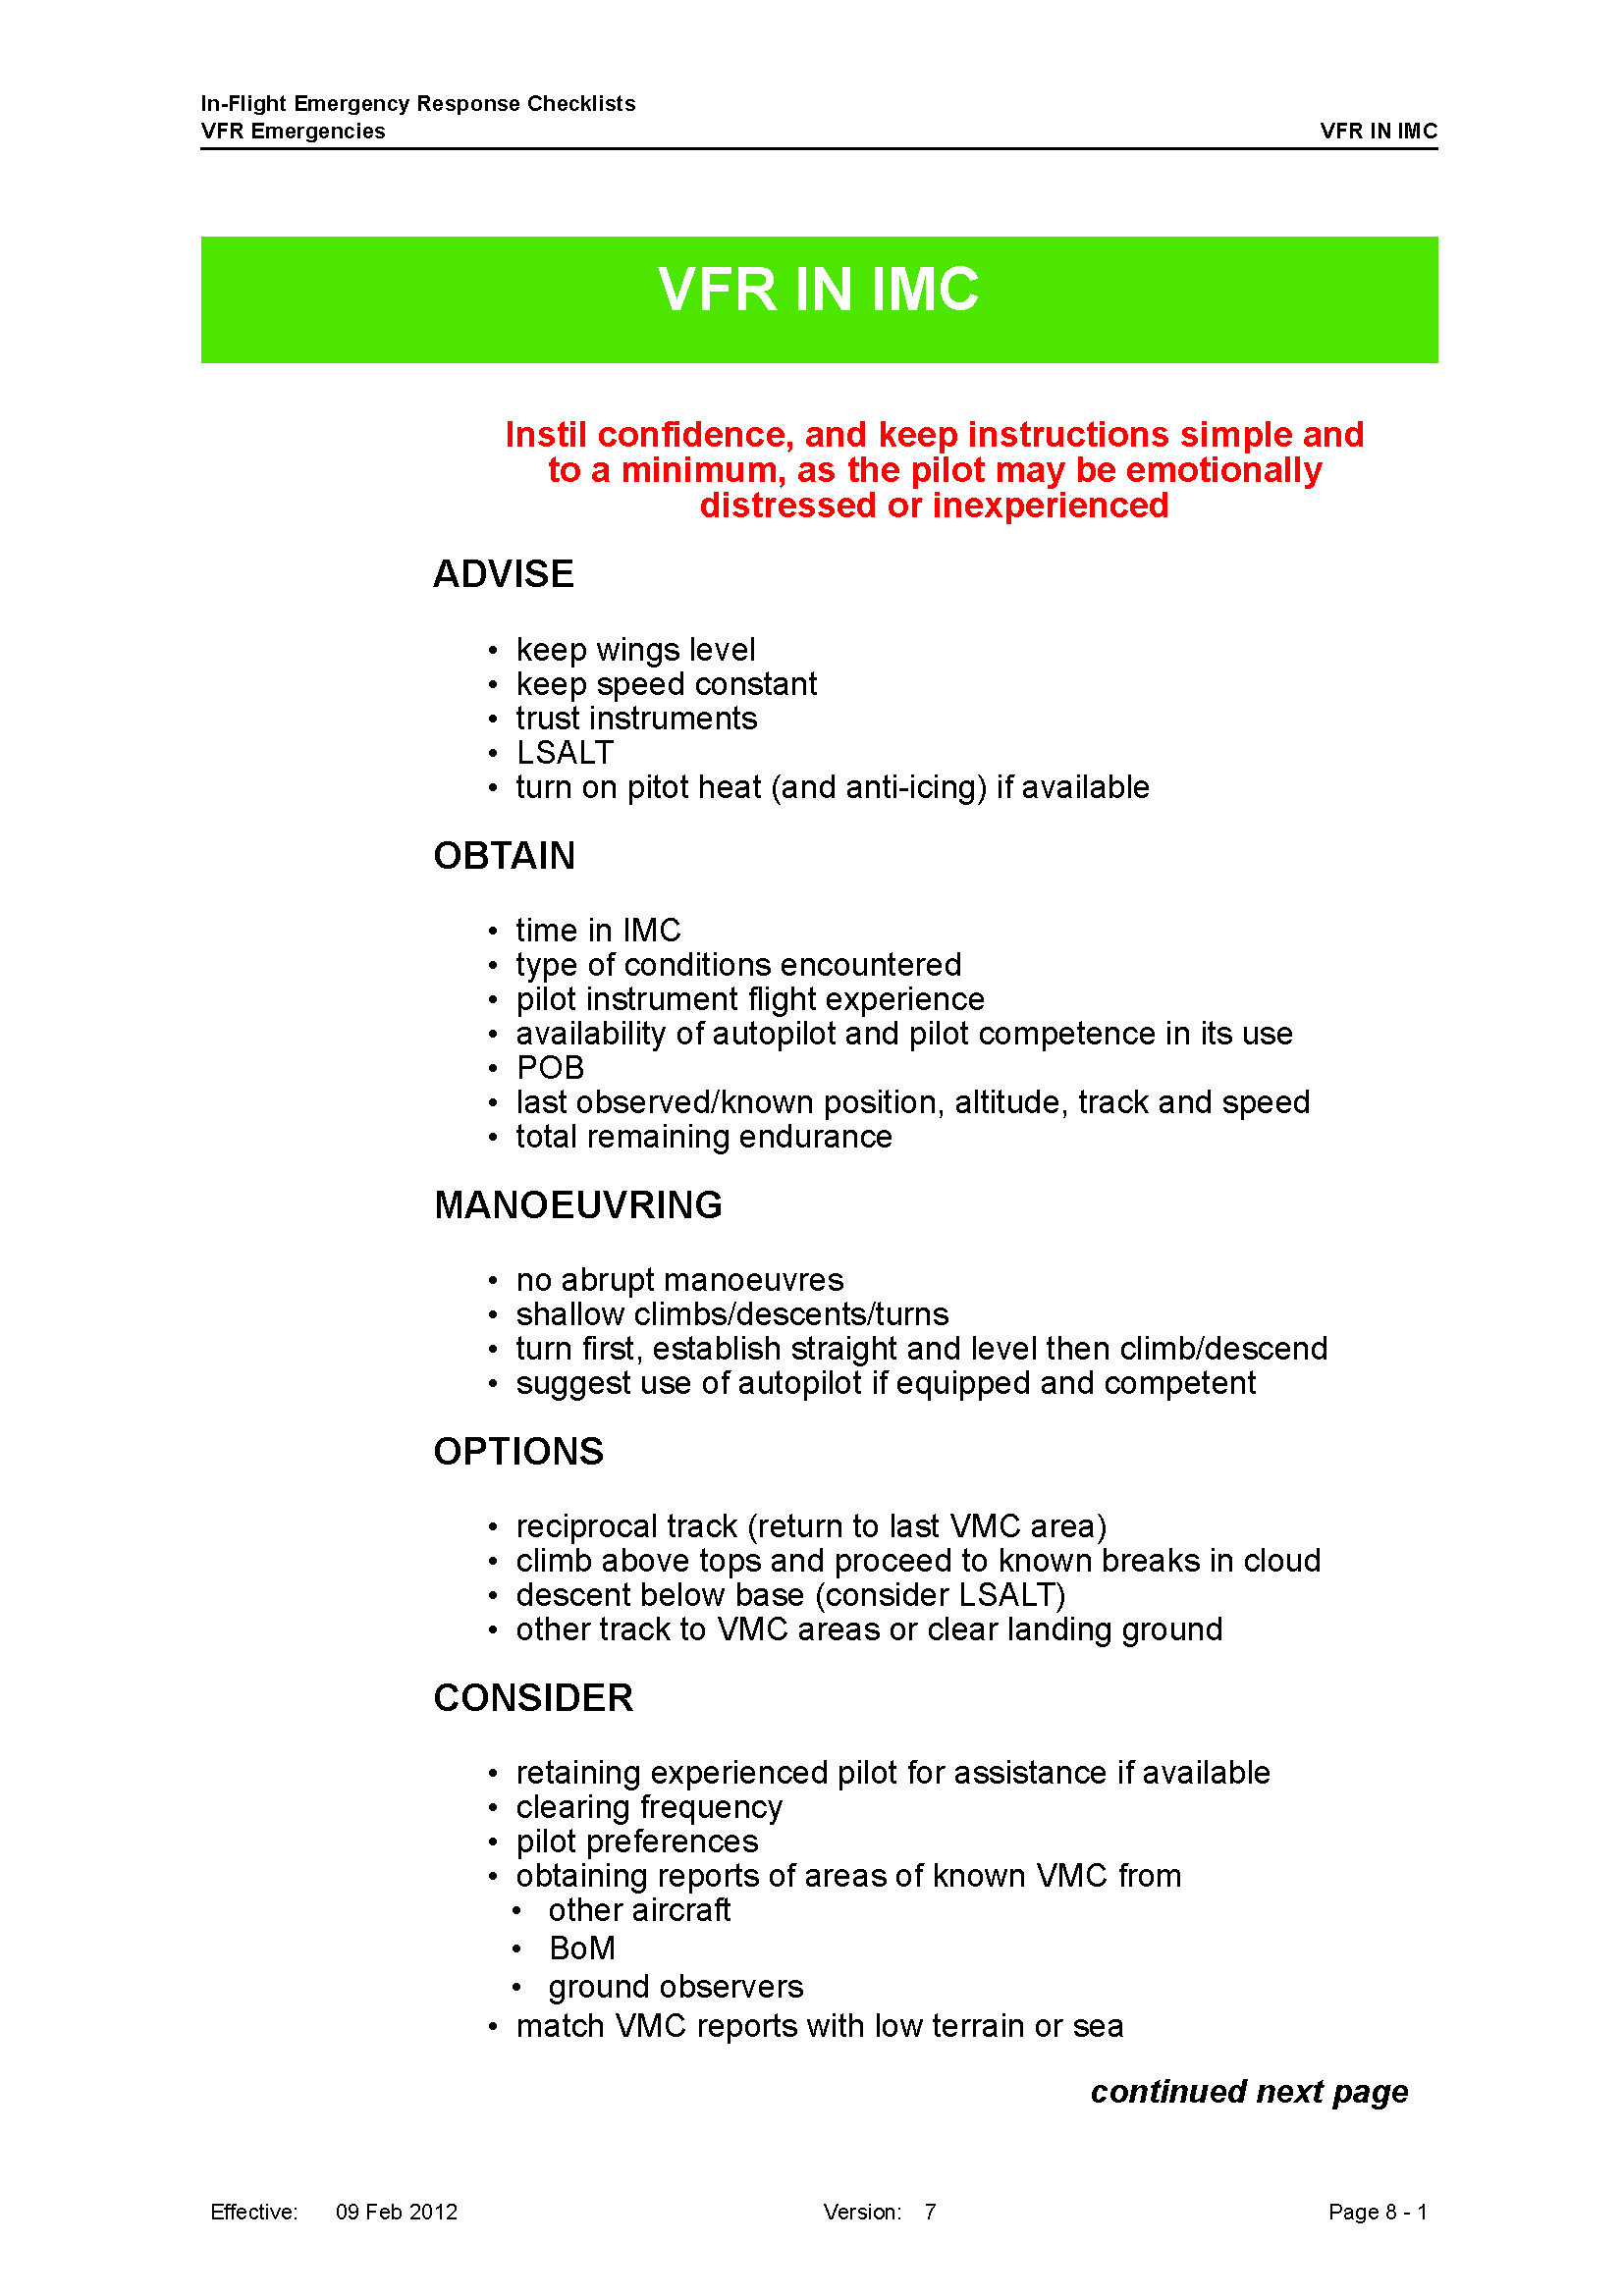 In-Flight Emergency Response Checklists
VFR Emergencies VFR IN IMC
VFR IN IMC
Instil confidence, and keep instructions simple and
to a minimum, as the pilot may be emotionally
distressed or inexperienced
ADVISE
• keep wings level
• keep speed constant
• trust instruments
• LSALT
• turn on pitot heat (and anti-icing) if available
OBTAIN
• time in IMC
• type of conditions encountered
• pilot instrument flight experience
• availability of autopilot and pilot competence in its use
• POB
• last observed/known position, altitude, track and speed
• total remaining endurance
MANOEUVRING
• no abrupt manoeuvres
• shallow climbs/descents/turns
• turn first, establish straight and level then climb/descend
• suggest use of autopilot if equipped and competent
OPTIONS
• reciprocal track (return to last VMC area)
• climb above tops and proceed to known breaks in cloud
• descent below base (consider LSALT)
• other track to VMC areas or clear landing ground
CONSIDER
• retaining experienced pilot for assistance if available
• clearing frequency
• pilot preferences
• obtaining reports of areas of known VMC from
• other aircraft
• BoM
• ground observers
• match VMC reports with low terrain or sea
continued next page
Effective: 09 Feb 2012 Version: 7 Page 8 - 1